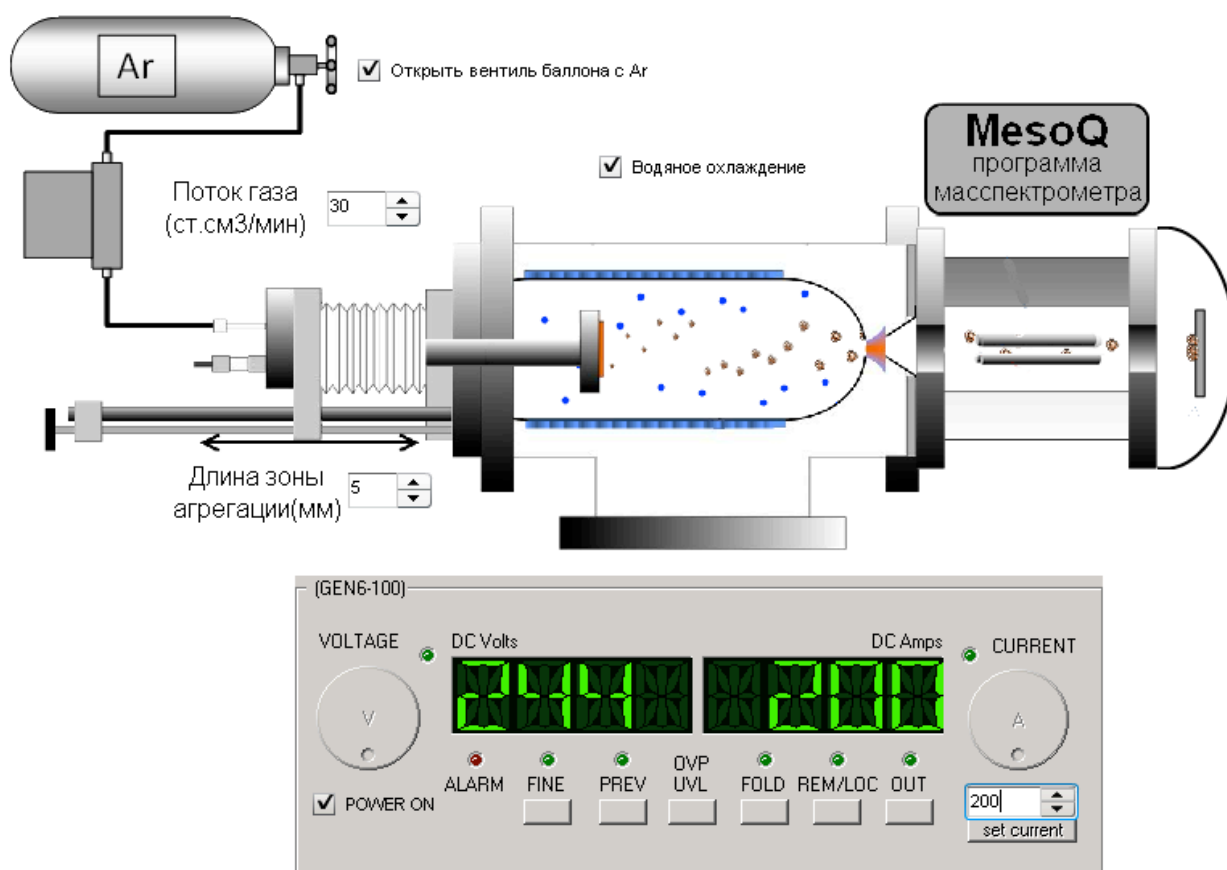 Ar
Открыть вентиль баллона с Ar
MesoQ
программа
масспектрометра
Водяное охлаждение
Поток газа
(ст.см3/мин)
30
Длина зоны
агрегации(мм)
5
(GEN6-100)
VOLTAGE
DC Volts
DC Amps
CURRENT
V
244
200
A
ALARM
FINE
PREV
OVP
UVL
FOLD
REM/LOC
OUT
POWER ON
200
set current